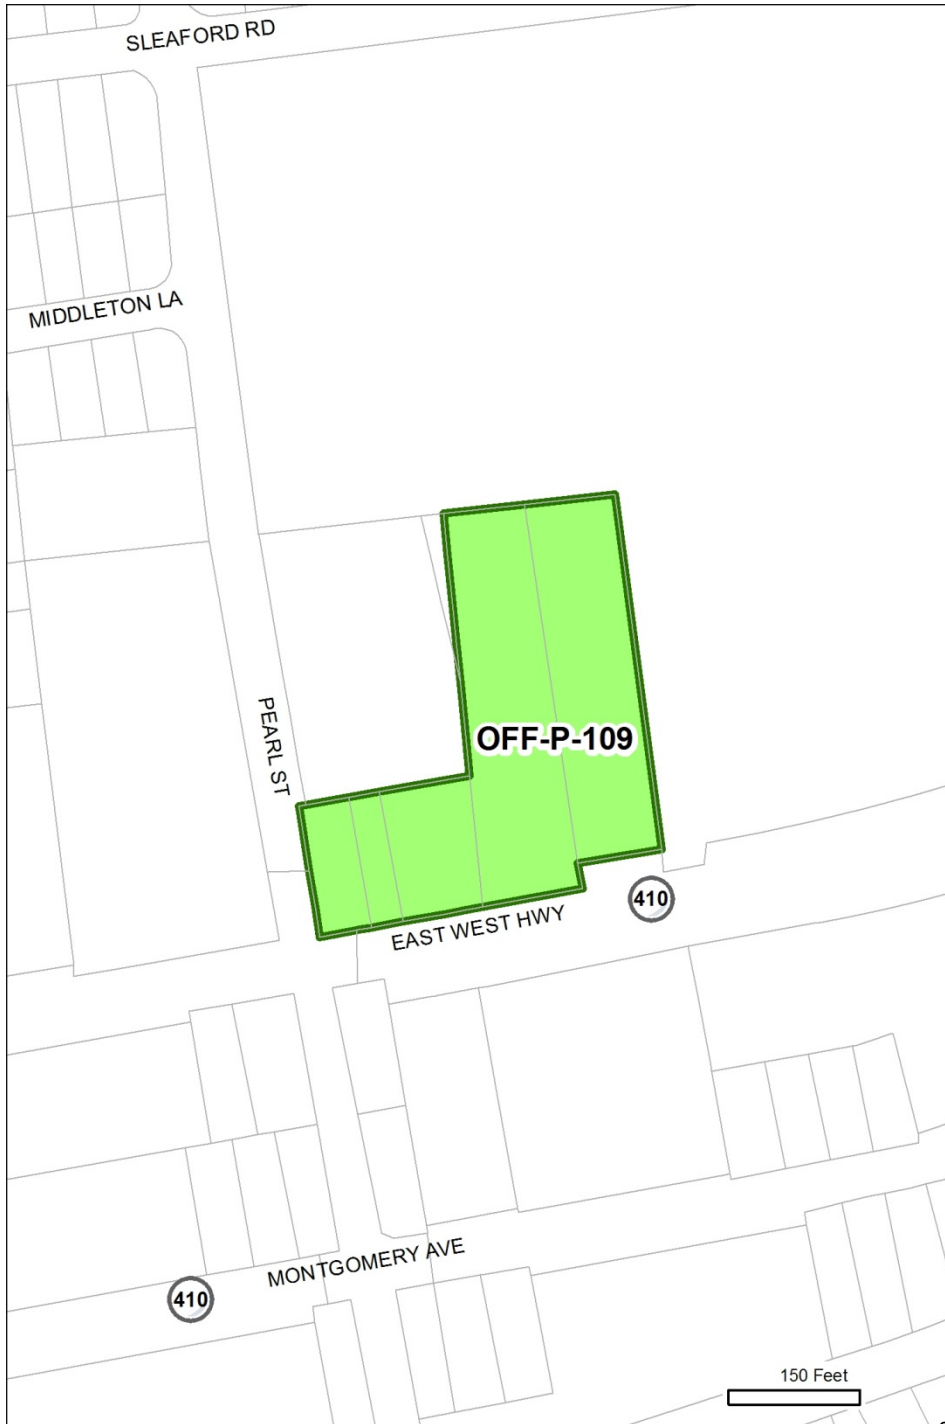 SLEAFORD RD
MIDDLETON LA
PEARL ST
OFF-P-109
410
EAST WEST HWY
MONTGOMERY AVE
410
150 Feet